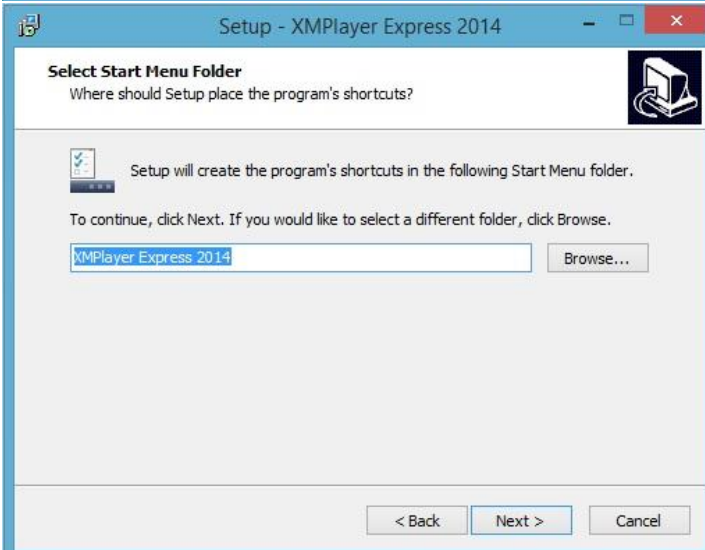 Setup - XMPlayer Express 2014
Select Start Menu Folder
Where should Setup place the program's shortcuts?
Setup will create the program's shortcuts in the following Start Menu folder.
To continue, click Next. If you would like to select a different folder, click Browse.
XMPlayer Express 2014
Browse...
< Back
Next >
Cancel